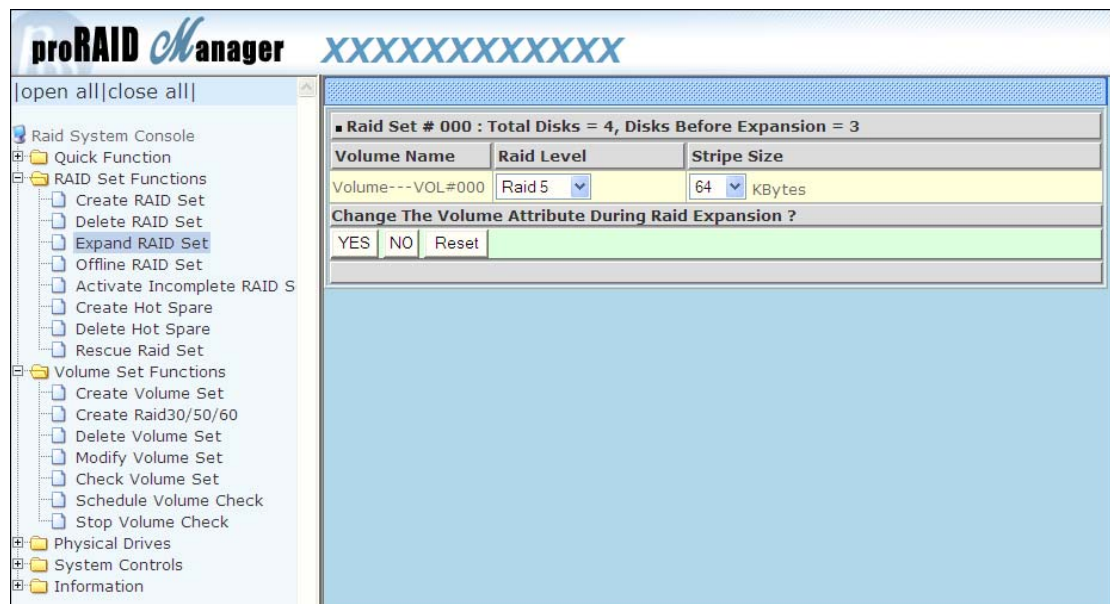 proRAID Manager XXXXXXXXXXXX
|open all|close all|
Raid System Console
Quick Function
RAID Set Functions
Create RAID Set
Delete RAID Set
Expand RAID Set
Offline RAID Set
Activate Incomplete RAID S
Create Hot Spare
Delete Hot Spare
Rescue Raid Set
Volume Set Functions
Create Volume Set
Create Raid30/50/60
Delete Volume Set
Modify Volume Set
Check Volume Set
Schedule Volume Check
Stop Volume Check
Physical Drives
System Controls
Information
Raid Set # 000 : Total Disks = 4, Disks Before Expansion = 3
Volume Name Raid Level Stripe Size
Volume---VOL#000 Raid 5 64 KBytes
Change The Volume Attribute During Raid Expansion ?
YES NO Reset